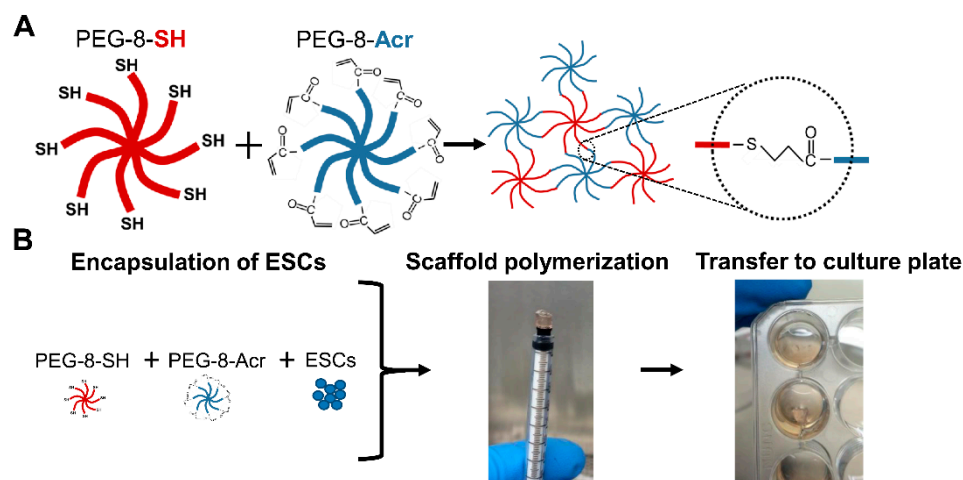 A
PEG-8-SH
PEG-8-Acr
SH
SH
SH
SH
SH
SH
SH
SH
+
C
O
C
O
C
O
C
O
C
O
C
O
C
O
C
O
S
O
B
Encapsulation of ESCs
Scaffold polymerization
Transfer to culture plate
PEG-8-SH + PEG-8-Acr + ESCs